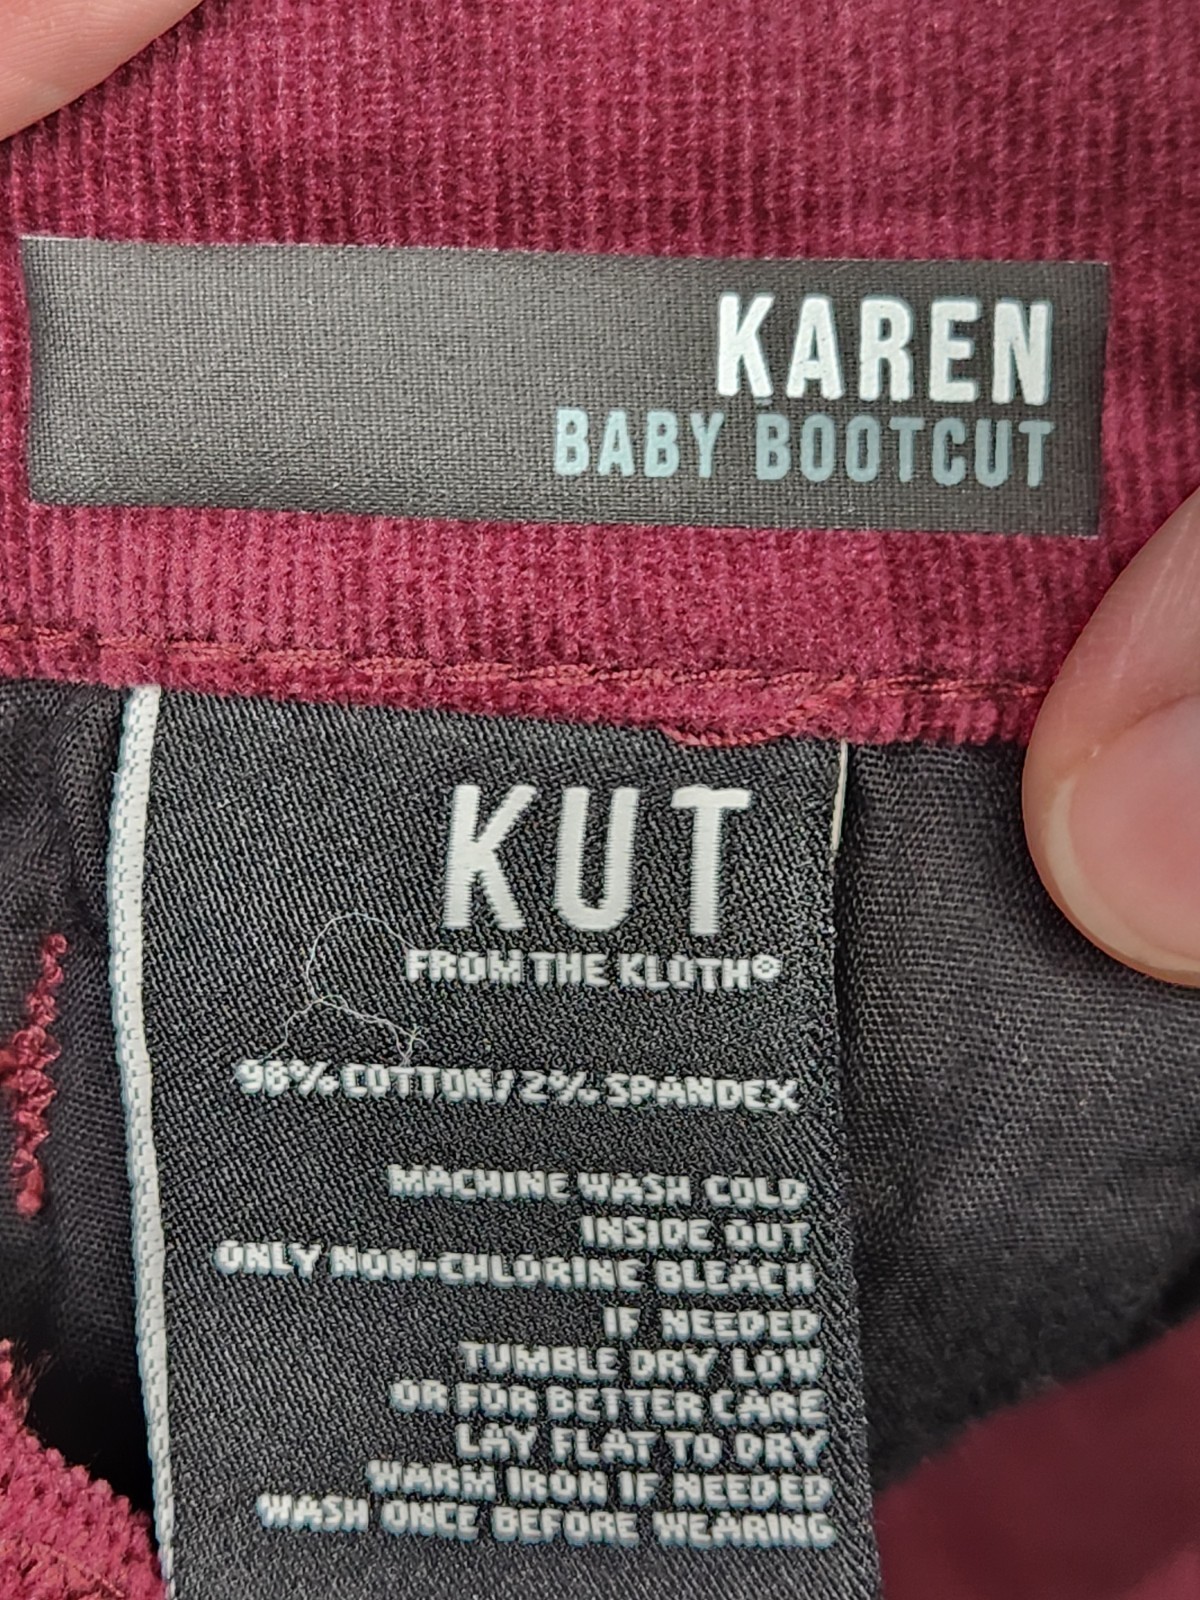 KAREN
BABY BOOTCUT
KUT
FROM THE KLOTH®
98% COTTON/2% SPANDEX
MACHINE WASH COLD
INSIDE OUT
ONLY NON-CHLORINE BLEACH
IF NEEDED
TUMBLE DRY LOW
OR FOR BETTER CARE
LAY FLAT TO DRY
WARM IRON IF NEEDED
WASH ONCE BEFORE WEARING